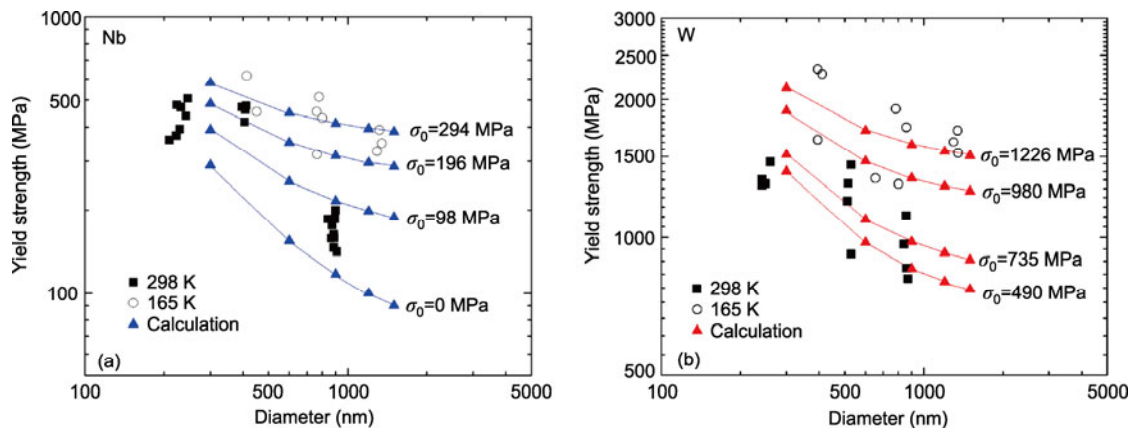 1000
500
100
Yield strength (MPa)
Nb
σ0=294 MPa
σ0=196 MPa
σ0=98 MPa
σ0=0 MPa
298 K
165 K
Calculation
(a)
100
500
1000
5000
Diameter (nm)
3000
2500
2000
1500
1000
500
Yield strength (MPa)
W
σ0=1226 MPa
σ0=980 MPa
σ0=735 MPa
σ0=490 MPa
298 K
165 K
Calculation
(b)
100
500
1000
5000
Diameter (nm)